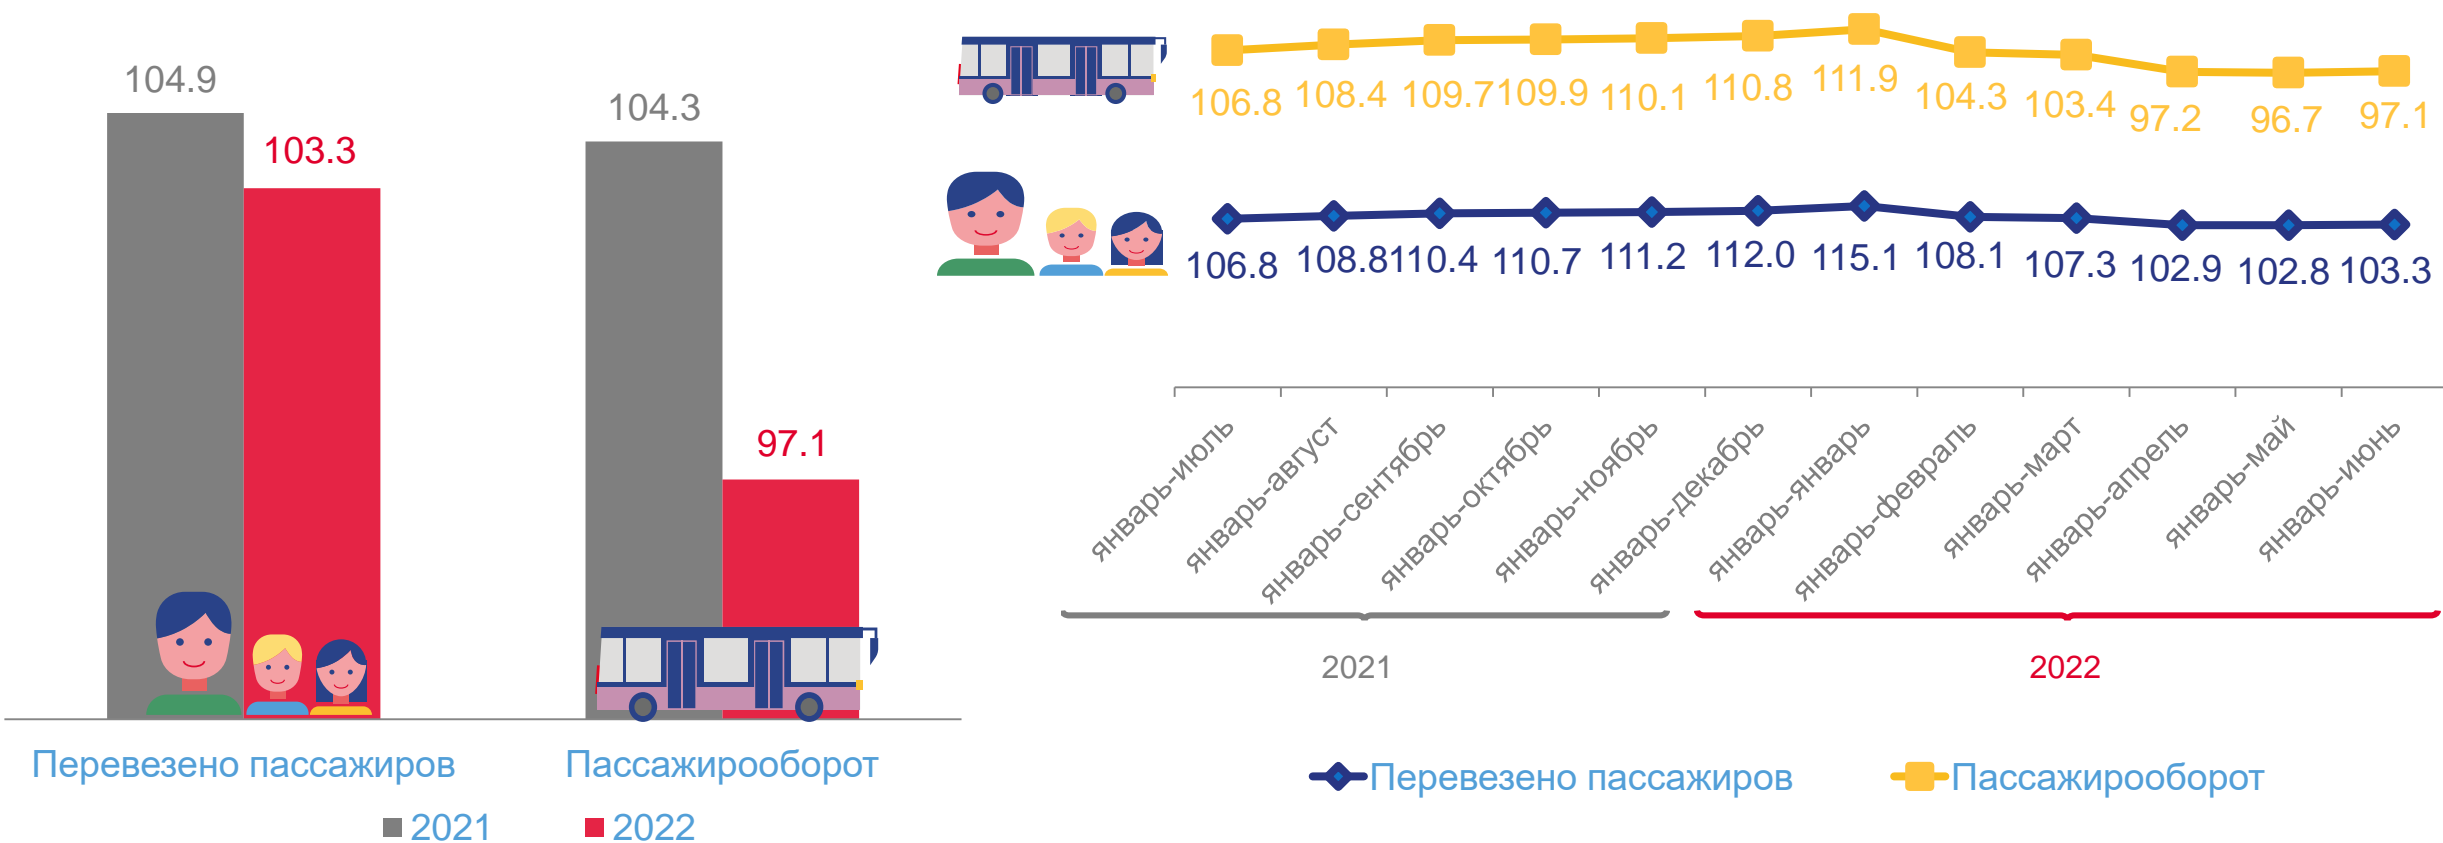 104.9
103.3
104.3
97.1
Перевезено пассажиров
Пассажирооборот
2021
2022
106.8 108.4 109.7 109.9 110.1 110.8 111.9 104.3 103.4 97.2 96.7 97.1
106.8 108.8 110.4 110.7 111.2 112.0 115.1 108.1 107.3 102.9 102.8 103.3
январь-июль
январь-август
январь-сентябрь
январь-октябрь
январь-ноябрь
январь-декабрь
январь-январь
январь-февраль
январь-март
январь-апрель
январь-май
январь-июнь
2021
2022
Перевезено пассажиров
Пассажирооборот